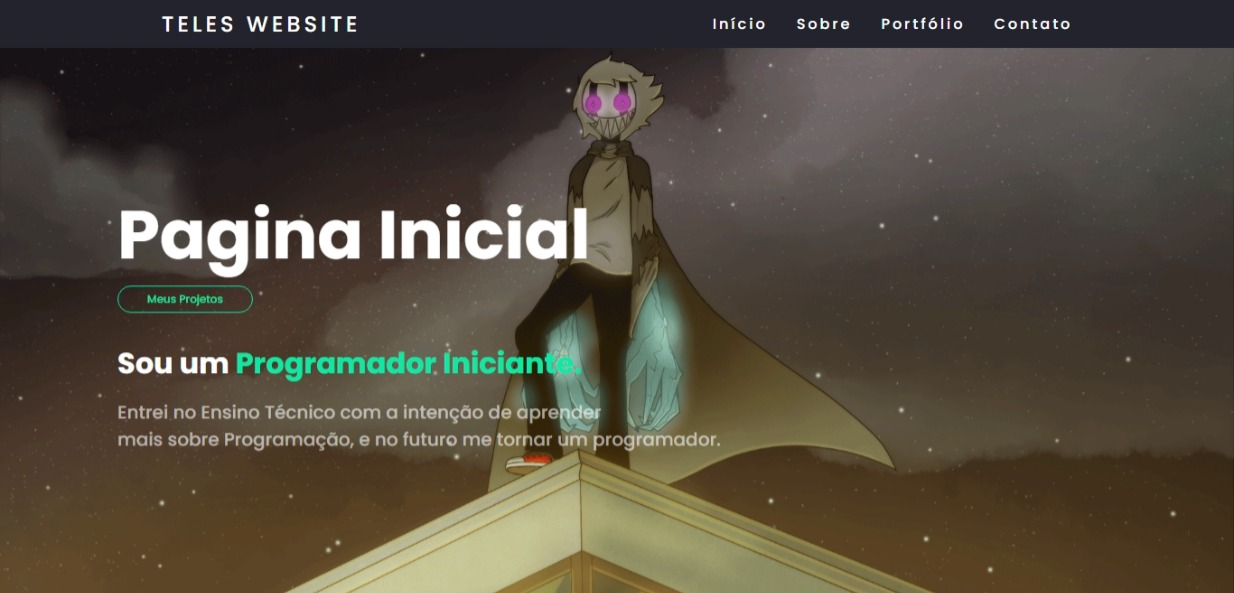 TELES WEBSITE
Início Sobre Portfólio Contato
Pagina Inicial
Meus Projetos
Sou um Programador Iniciante.
Entrei no Ensino Técnico com a intenção de aprender
mais sobre Programação, e no futuro me tornar um programador.